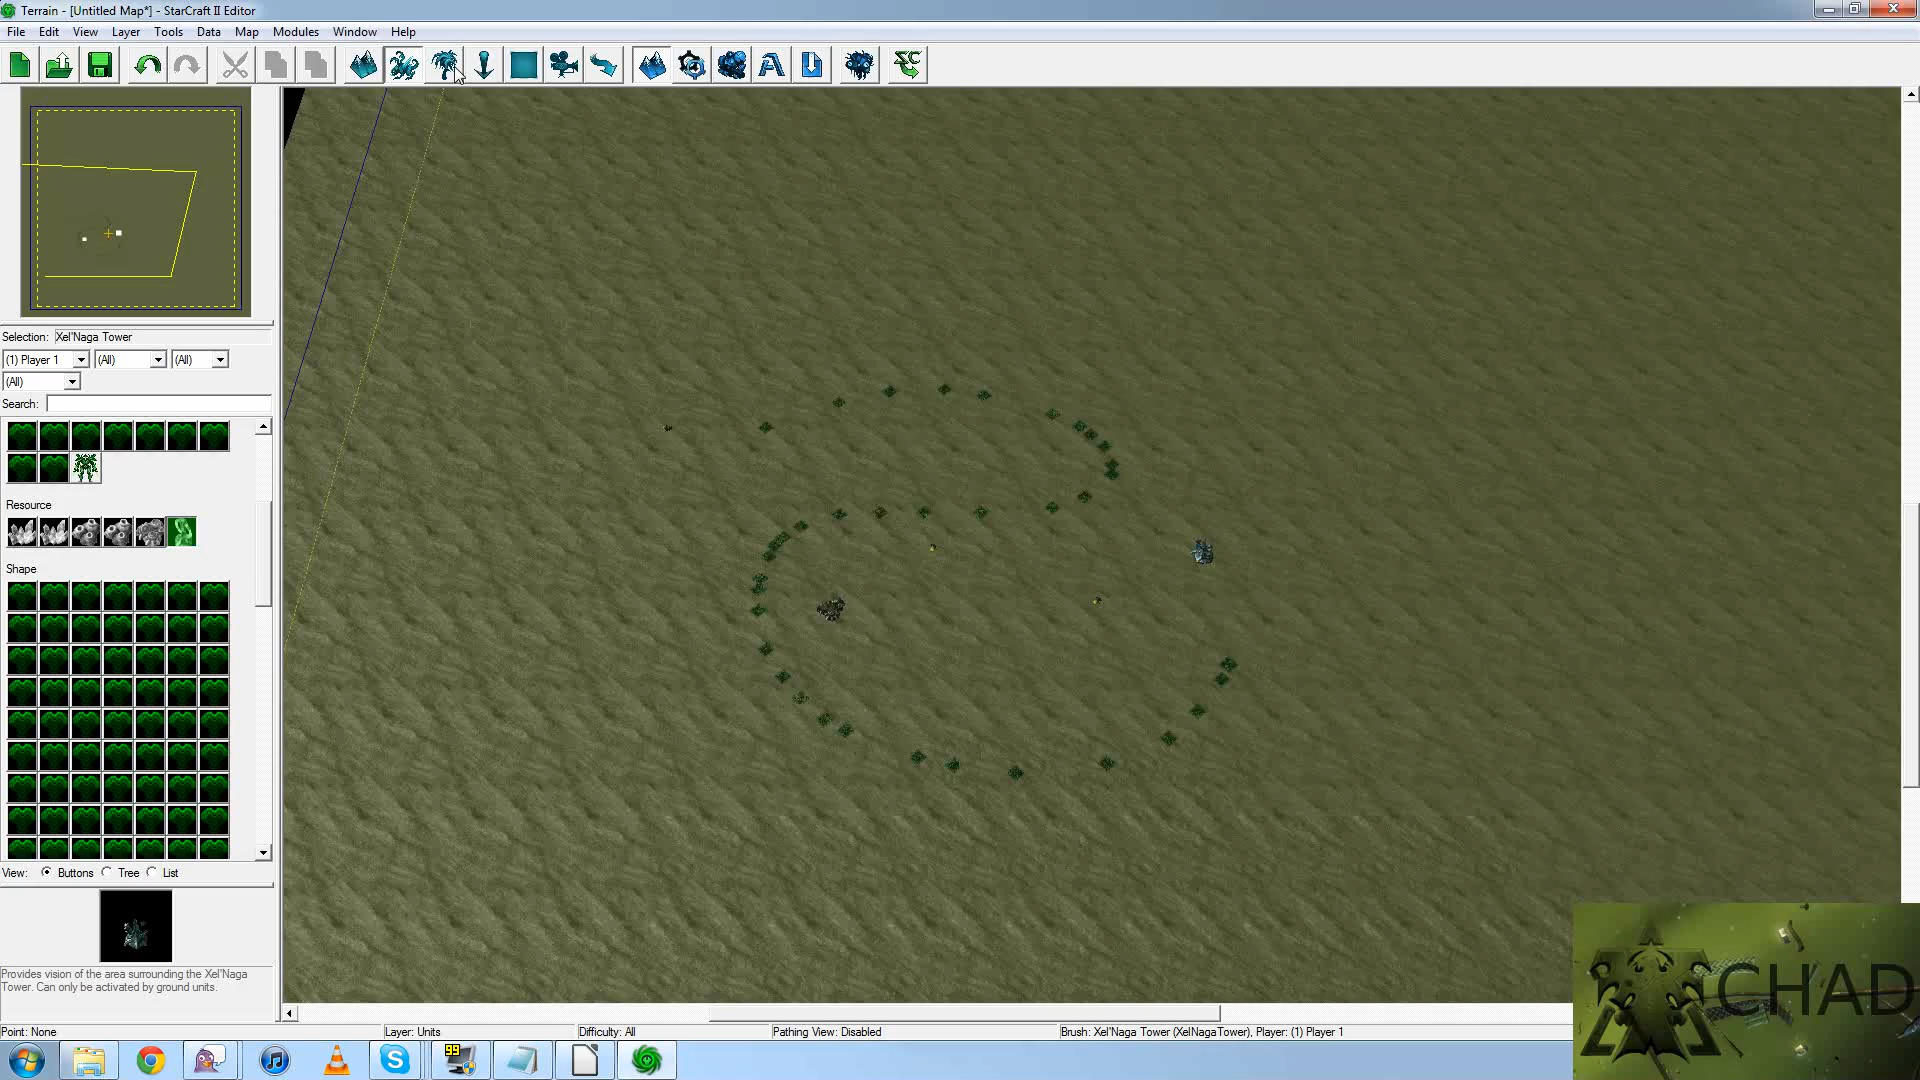 Terrain - [Untitled Map*] - StarCraft II Editor
File Edit View Layer Tools Data Map Modules Window Help
Selection: Xel'Naga Tower
(1) Player 1 (All) (All)
(All)
Search:
Resource
Shape
View: Buttons Tree List
Provides vision of the area surrounding the Xel'Naga
Tower. Can only be activated by ground units.
CHAD
Point: None Layer: Units Difficulty: All Pathing View: Disabled Brush: Xel'Naga Tower (XelNagaTower), Player: (1) Player 1
99